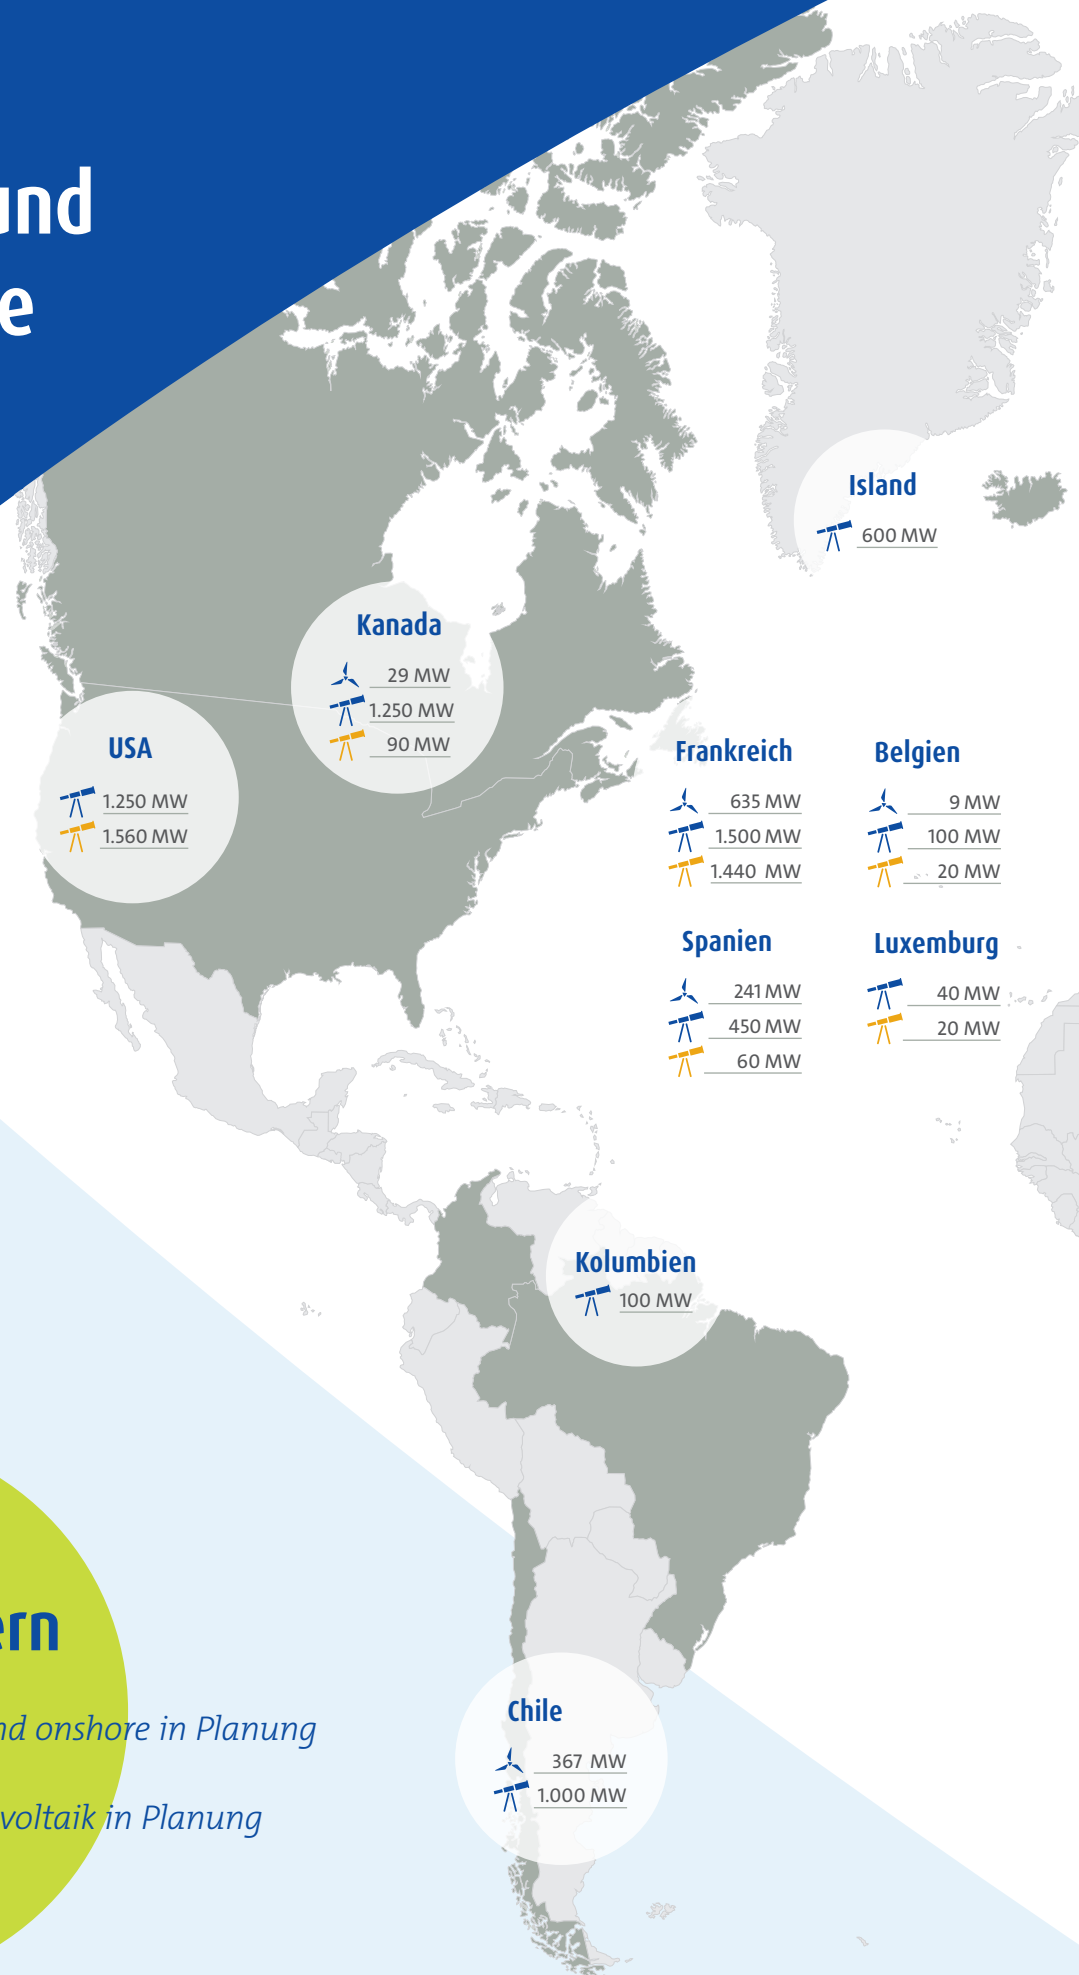 und
e
Island
600 MW
Kanada
29 MW
1.250 MW
90 MW
USA
1.250 MW
1.560 MW
Frankreich
635 MW
1.500 MW
1.440 MW
Belgien
9 MW
100 MW
20 MW
Spanien
241 MW
450 MW
60 MW
Luxemburg
40 MW
20 MW
Kolumbien
100 MW
ern
nd onshore in Planung
voltaik in Planung
Chile
367 MW
1.000 MW